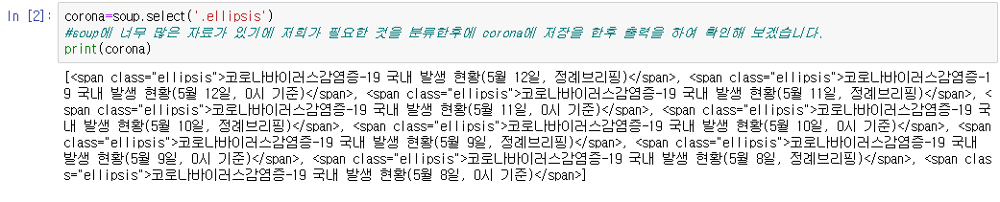 In [2]:
corona=soup.select('.ellipsis')
#soup에 너무 많은 자료가 있기에 저희가 필요한 것을 분류한후에 corona에 저장을 한후 출력을 하여 확인해 보겠습니다.
print(corona)
[<span class="ellipsis">코로나바이러스감염증-19 국내 발생 현황(5월 12일, 정례브리핑)</span>, <span class="ellipsis">코로나바이러스감염증-1
9 국내 발생 현황(5월 12일, 0시 기준)</span>, <span class="ellipsis">코로나바이러스감염증-19 국내 발생 현황(5월 11일, 정례브리핑)</span>, <
span class="ellipsis">코로나바이러스감염증-19 국내 발생 현황(5월 11일, 0시 기준)</span>, <span class="ellipsis">코로나바이러스감염증-19 국
내 발생 현황(5월 10일, 정례브리핑)</span>, <span class="ellipsis">코로나바이러스감염증-19 국내 발생 현황(5월 10일, 0시 기준)</span>, <span
class="ellipsis">코로나바이러스감염증-19 국내 발생 현황(5월 9일, 정례브리핑)</span>, <span class="ellipsis">코로나바이러스감염증-19 국내
발생 현황(5월 9일, 0시 기준)</span>, <span class="ellipsis">코로나바이러스감염증-19 국내 발생 현황(5월 8일, 정례브리핑)</span>, <span clas
s="ellipsis">코로나바이러스감염증-19 국내 발생 현황(5월 8일, 0시 기준)</span>]